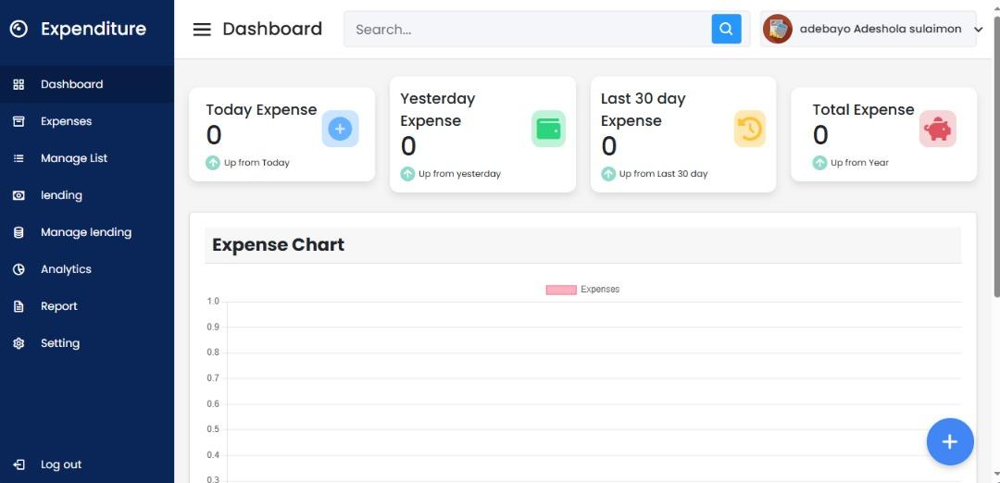 Expenditure
Dashboard
Expenses
Manage List
lending
Manage lending
Analytics
Report
Setting
Log out
Dashboard
Search...
adebayo Adeshola sulaimon
Today Expense
0
Up from Today
Yesterday
Expense
0
Up from yesterday
Last 30 day
Expense
0
Up from Last 30 day
Total Expense
0
Up from Year
Expense Chart
Expenses
1.0
0.9
0.8
0.7
0.6
0.5
0.4
0.3